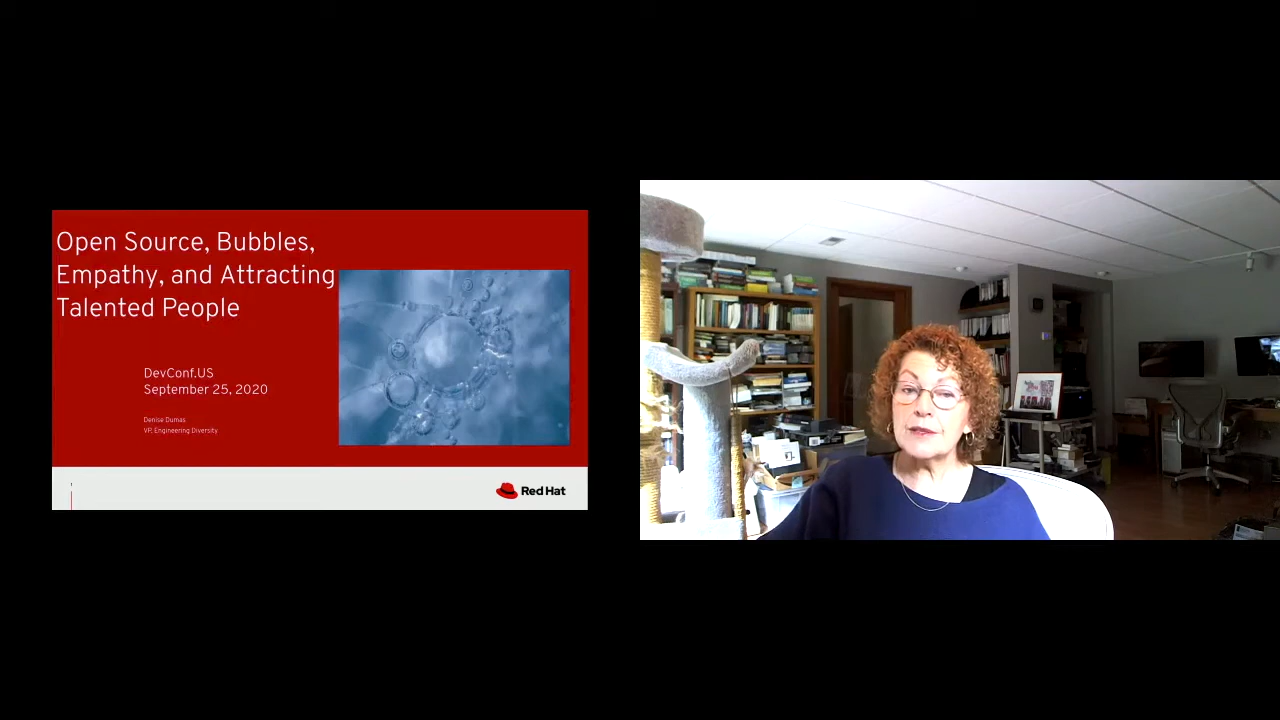 Open Source, Bubbles,
Empathy, and Attracting
Talented People
DevConf.US
September 25, 2020
Denise Dumas
VP, Engineering Diversity
Red Hat